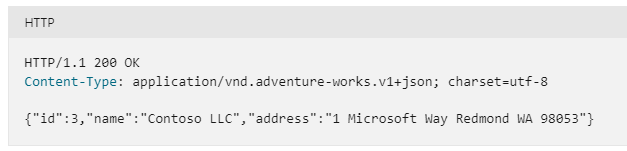 HTTP
HTTP/1.1 200 OK
Content-Type: application/vnd.adventure-works.v1+json; charset=utf-8
{"id":3,"name":"Contoso LLC","address":"1 Microsoft Way Redmond WA 98053"}